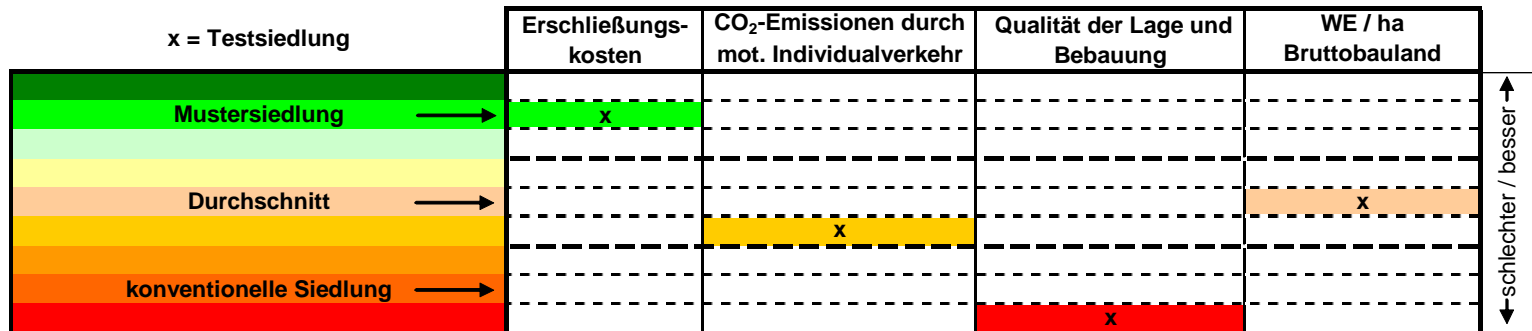 x = Testsiedlung
Erschließungs-
kosten
CO₂-Emissionen durch
mot. Individualverkehr
Qualität der Lage und
Bebauung
WE / ha
Bruttobauland
Mustersiedlung
x
Durchschnitt
x
x
konventionelle Siedlung
x
schlechter / besser